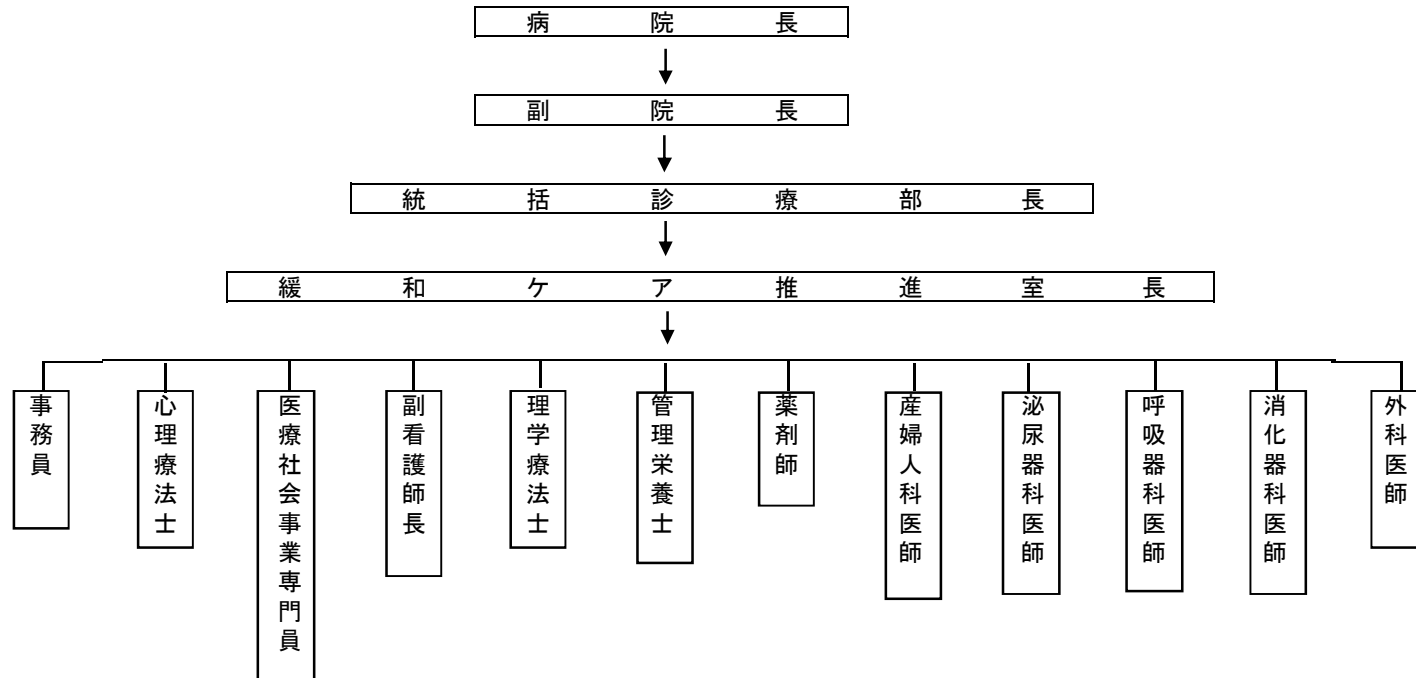 病院長
副院長
統括診療部長
緩和ケア推進室長
事務員
心理療法士
医療社会事業専門員
副看護師長
理学療法士
管理栄養士
薬剤師
産婦人科医師
泌尿器科医師
呼吸器科医師
消化器科医師
外科医師